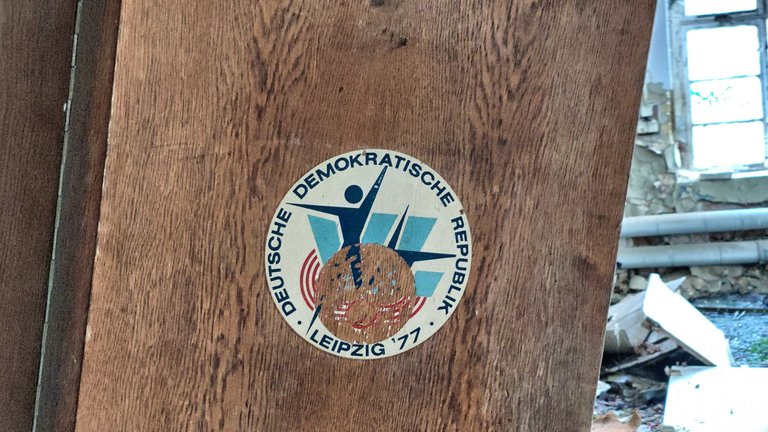 · DEUTSCHE DEMOKRATISCHE REPUBLIK ·
LEIPZIG '77